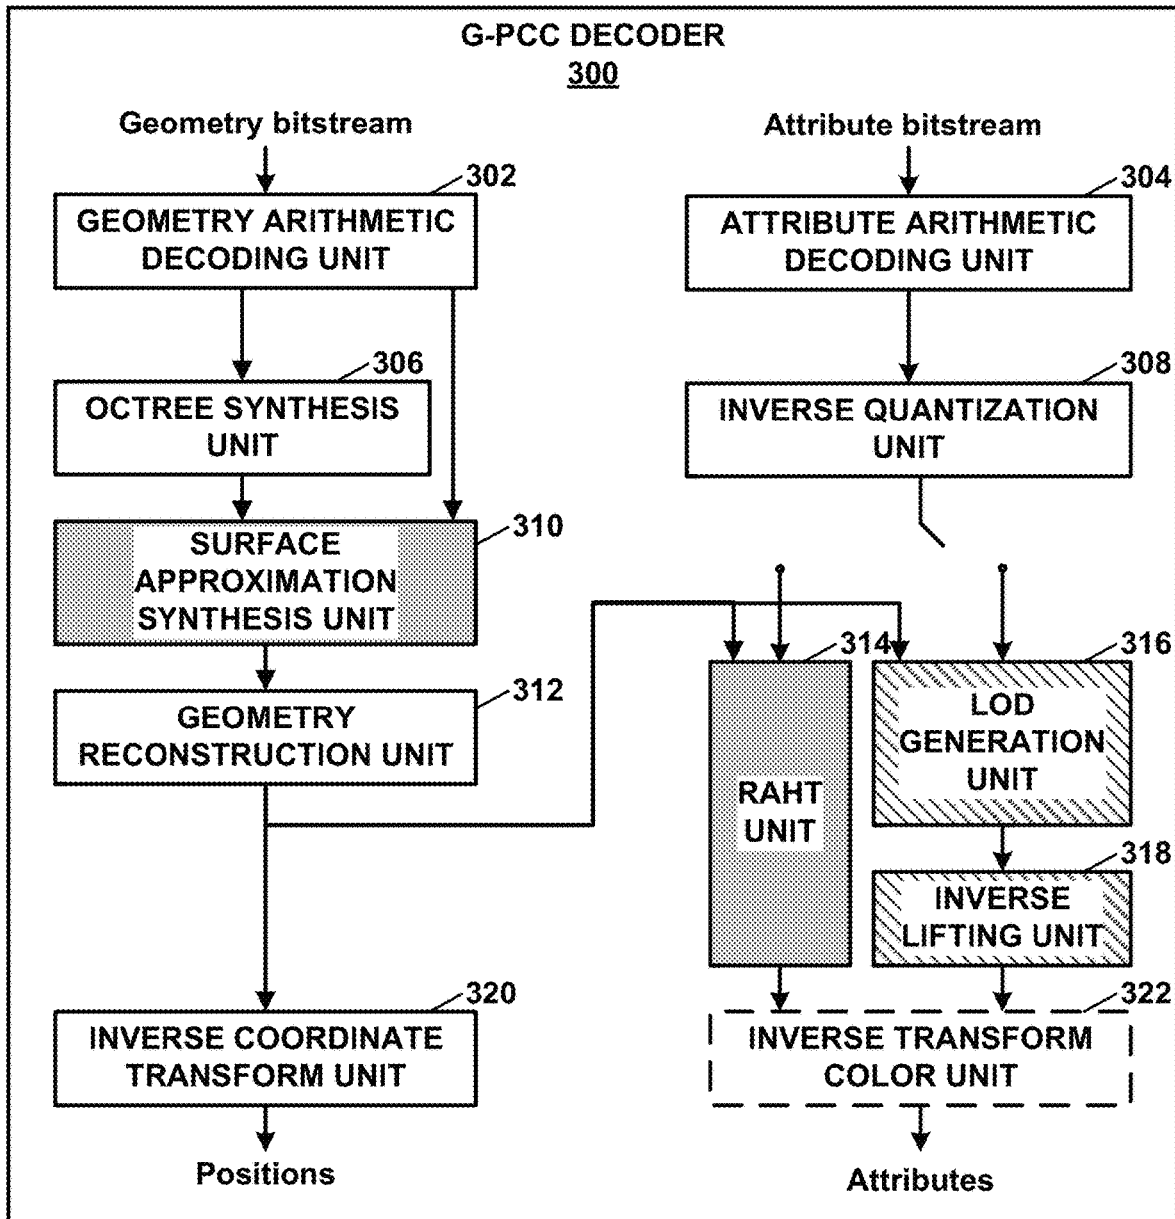 G-PCC DECODER
300
Geometry bitstream
302
GEOMETRY ARITHMETIC
DECODING UNIT
306
OCTREE SYNTHESIS
UNIT
310
SURFACE
APPROXIMATION
SYNTHESIS UNIT
312
GEOMETRY
RECONSTRUCTION UNIT
320
INVERSE COORDINATE
TRANSFORM UNIT
Positions
Attribute bitstream
304
ATTRIBUTE ARITHMETIC
DECODING UNIT
308
INVERSE QUANTIZATION
UNIT
314
RAHT
UNIT
316
LOD
GENERATION
UNIT
318
INVERSE
LIFTING UNIT
322
INVERSE TRANSFORM
COLOR UNIT
Attributes